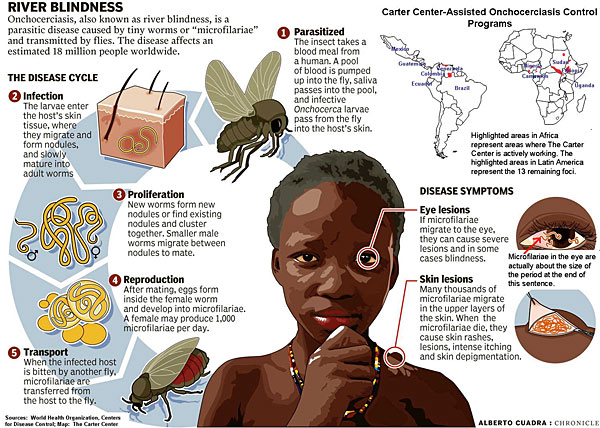 RIVER BLINDNESS
Onchocerciasis, also known as river blindness, is a
parasitic disease caused by tiny worms or “microfilariae”
and transmitted by flies. The disease affects an
estimated 18 million people worldwide.
THE DISEASE CYCLE
1 Parasitized
The insect takes a
blood meal from
a human. A pool
of blood is pumped
up into the fly, saliva
passes into the pool,
and infective
Onchocerca larvae
pass from the fly
into the host's skin.
2 Infection
The larvae enter
the host's skin
tissue, where
they migrate and
form nodules,
and slowly
mature into
adult worms
3 Proliferation
New worms form new
nodules or find existing
nodules and cluster
together. Smaller male
worms migrate between
nodules to mate.
♂
♀
4 Reproduction
After mating, eggs form
inside the female worm
and develop into microfilariae.
A female may produce 1,000
microfilariae per day.
5 Transport
When the infected host
is bitten by another fly,
microfilariae are
transferred from
the host to the fly.
Sources: World Health Organization, Centers
for Disease Control; Map: The Carter Center
Carter Center-Assisted Onchocerciasis Control
Programs
Mexico
Guatemala
Venezuela
Colombia
Ecuador
Brazil
Sudan
Ethiopia
Cameroon
Uganda
Highlighted areas in Africa
represent areas where The Carter
Center is actively working. The
highlighted areas in Latin America
represent the 13 remaining foci.
DISEASE SYMPTOMS
Eye lesions
If microfilariae
migrate to the eye,
they can cause severe
lesions and in some
cases blindness.
Microfilariae in the eye are
actually about the size of
the period at the end of
this sentence.
Skin lesions
Many thousands of
microfilariae migrate
in the upper layers of
the skin. When the
microfilariae die, they
cause skin rashes,
lesions, intense itching
and skin depigmentation.
ALBERTO CUADRA : CHRONICLE